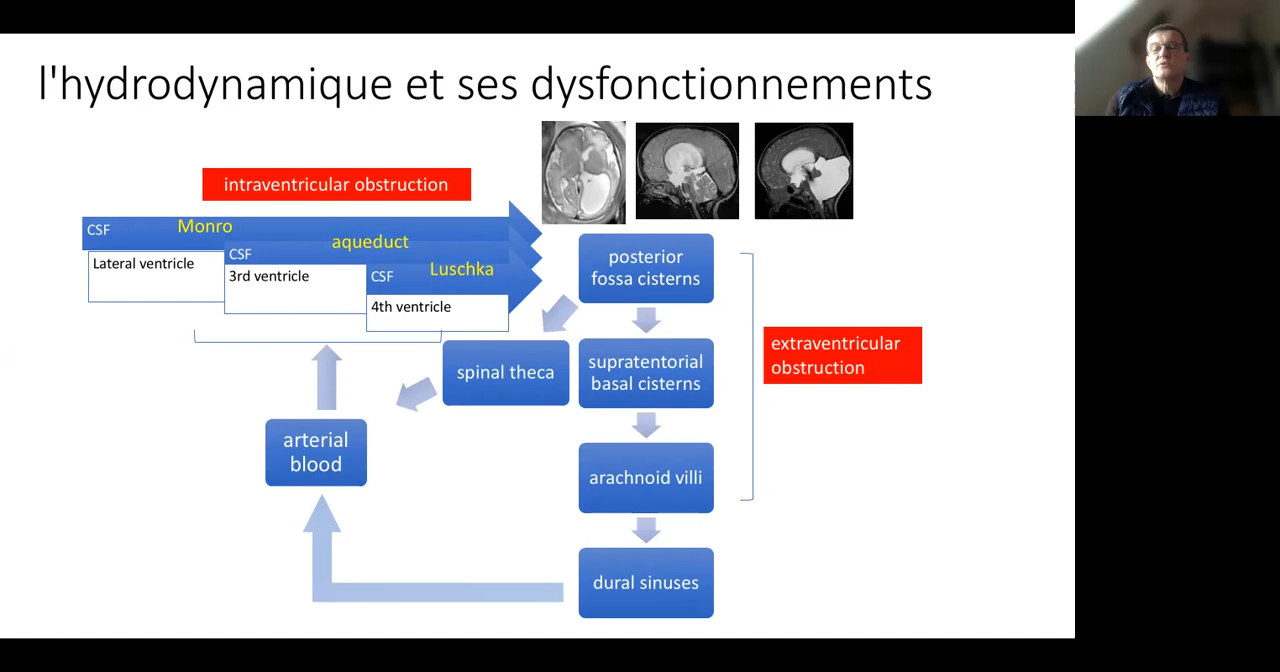 l'hydrodynamique et ses dysfonctionnements
intraventricular obstruction
CSF
Monro
Lateral ventricle
CSF
aqueduct
3rd ventricle
CSF
Luschka
4th ventricle
posterior
fossa cisterns
spinal theca
supratentorial
basal cisterns
extraventricular
obstruction
arterial
blood
arachnoid villi
dural sinuses